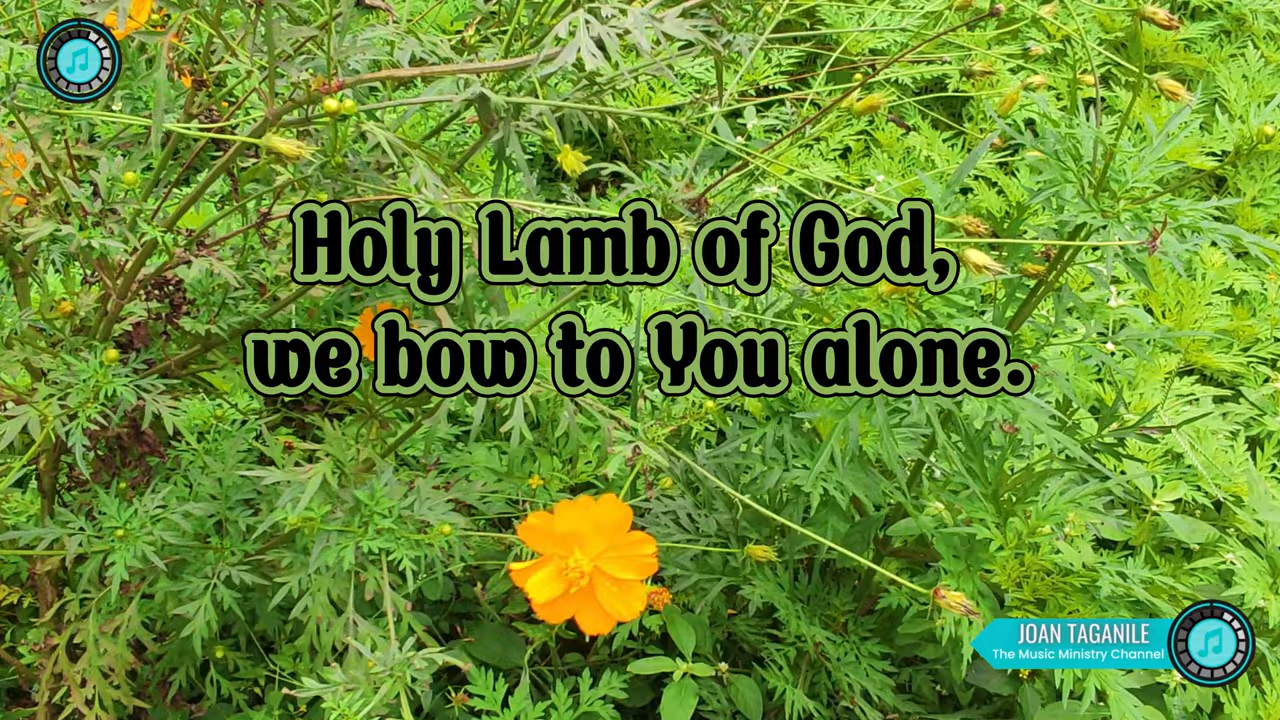 Holy Lamb of God,
we bow to You alone.
JOAN TAGANILE
The Music Ministry Channel